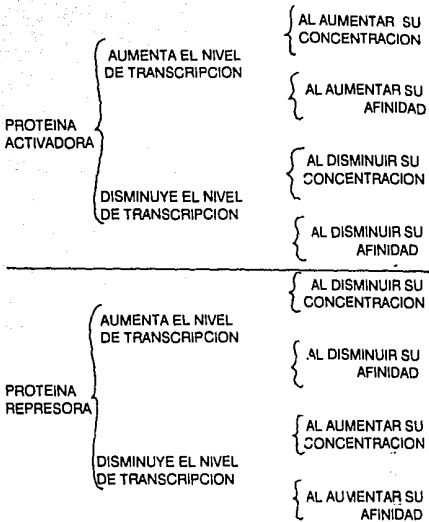 PROTEINA
ACTIVADORA
AUMENTA EL NIVEL
DE TRANSCRIPCION
AL AUMENTAR SU
CONCENTRACION
AL AUMENTAR SU
AFINIDAD
DISMINUYE EL NIVEL
DE TRANSCRIPCION
AL DISMINUIR SU
CONCENTRACION
AL DISMINUIR SU
AFINIDAD
PROTEINA
REPRESORA
AUMENTA EL NIVEL
DE TRANSCRIPCION
AL DISMINUIR SU
CONCENTRACION
AL DISMINUIR SU
AFINIDAD
DISMINUYE EL NIVEL
DE TRANSCRIPCION
AL AUMENTAR SU
CONCENTRACION
AL AUMENTAR SU
AFINIDAD